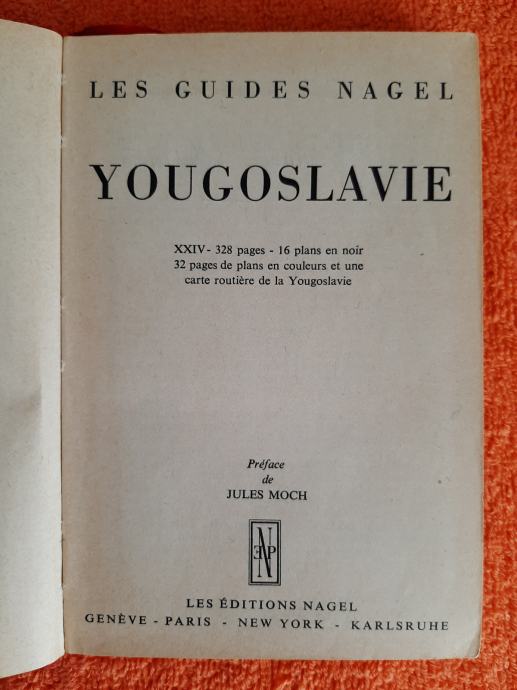 LES GUIDES NAGEL
YOUGOSLAVIE
XXIV - 328 pages - 16 plans en noir
32 pages de plans en couleurs et une
carte routière de la Yougoslavie
Préface
de
JULES MOCH
LES ÉDITIONS NAGEL
GENÈVE - PARIS - NEW YORK - KARLSRUHE